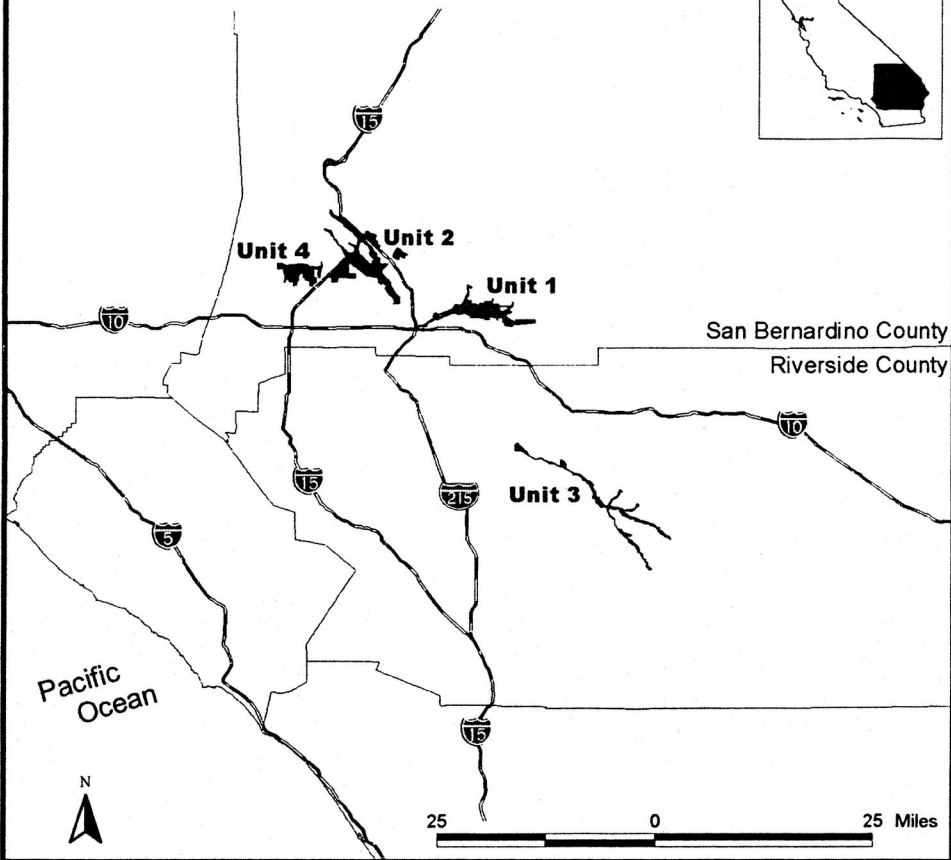 15
Unit 4
Unit 2
Unit 1
10
San Bernardino County
Riverside County
10
15
215
Unit 3
5
Pacific
Ocean
15
N
25 0 25 Miles